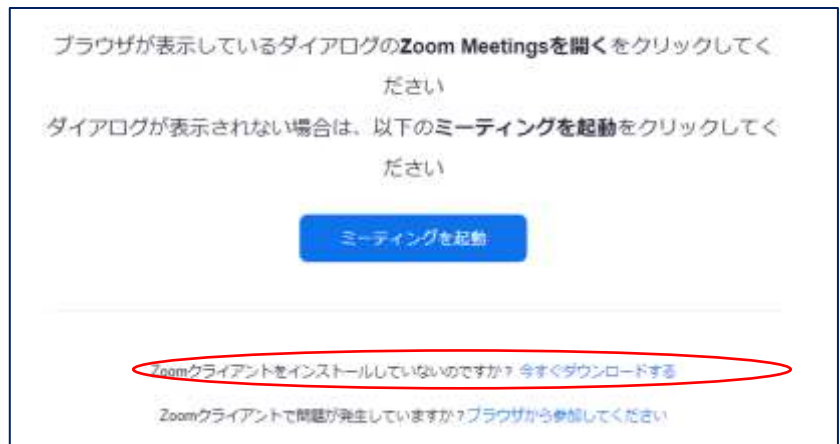 ブラウザが表示しているダイアログのZoom Meetingsを開くをクリックしてく
ださい
ダイアログが表示されない場合は、以下のミーティングを起動をクリックしてく
ださい
ミーティングを起動
Zoomクライアントをインストールしていないのですか？今すぐダウンロードする
Zoomクライアントで問題が発生していますか？ブラウザから参加してください